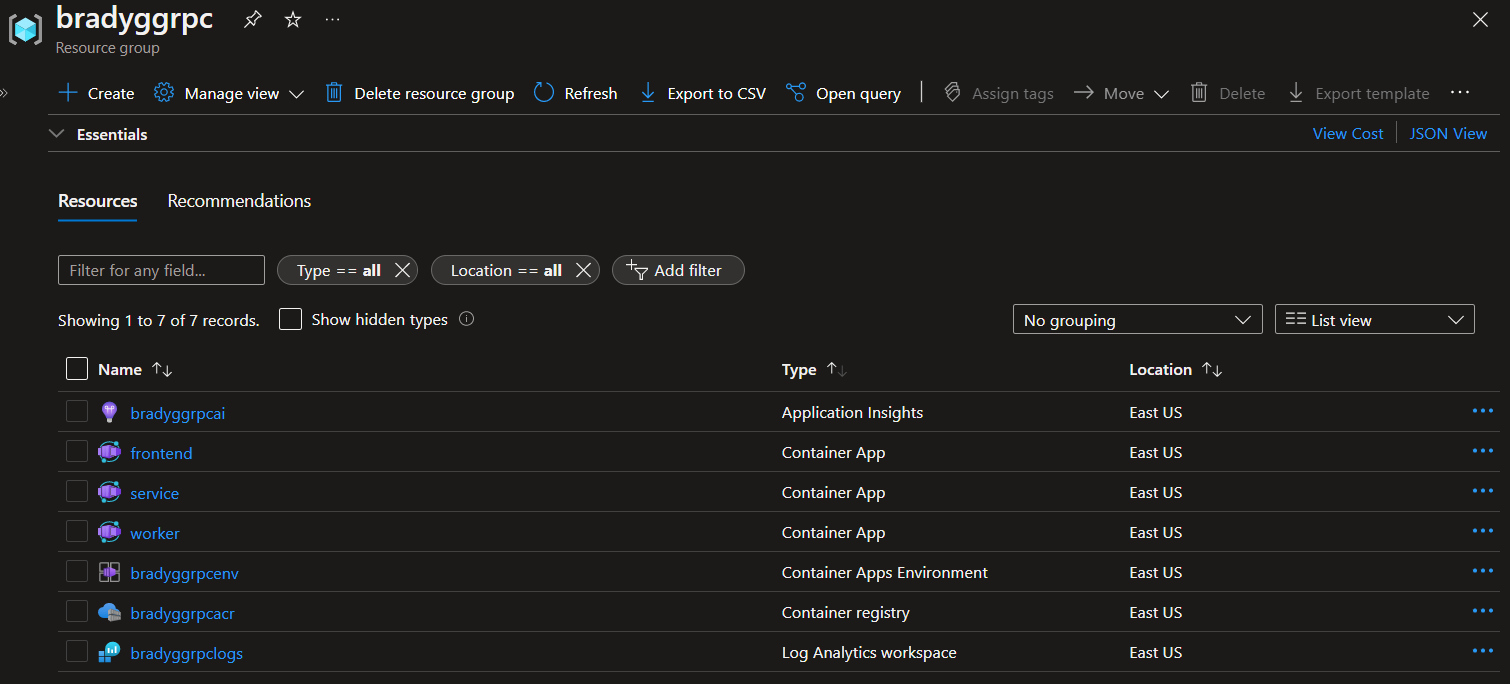 bradyggrpc
Resource group
Create Manage view Delete resource group Refresh Export to CSV Open query Assign tags Move Delete Export template
Essentials View Cost JSON View
Resources Recommendations
Filter for any field... Type == all Location == all Add filter
Showing 1 to 7 of 7 records. Show hidden types No grouping List view
Name Type Location
bradyggrpcai Application Insights East US
frontend Container App East US
service Container App East US
worker Container App East US
bradyggrpcenv Container Apps Environment East US
bradyggrpcacr Container registry East US
bradyggrpclogs Log Analytics workspace East US